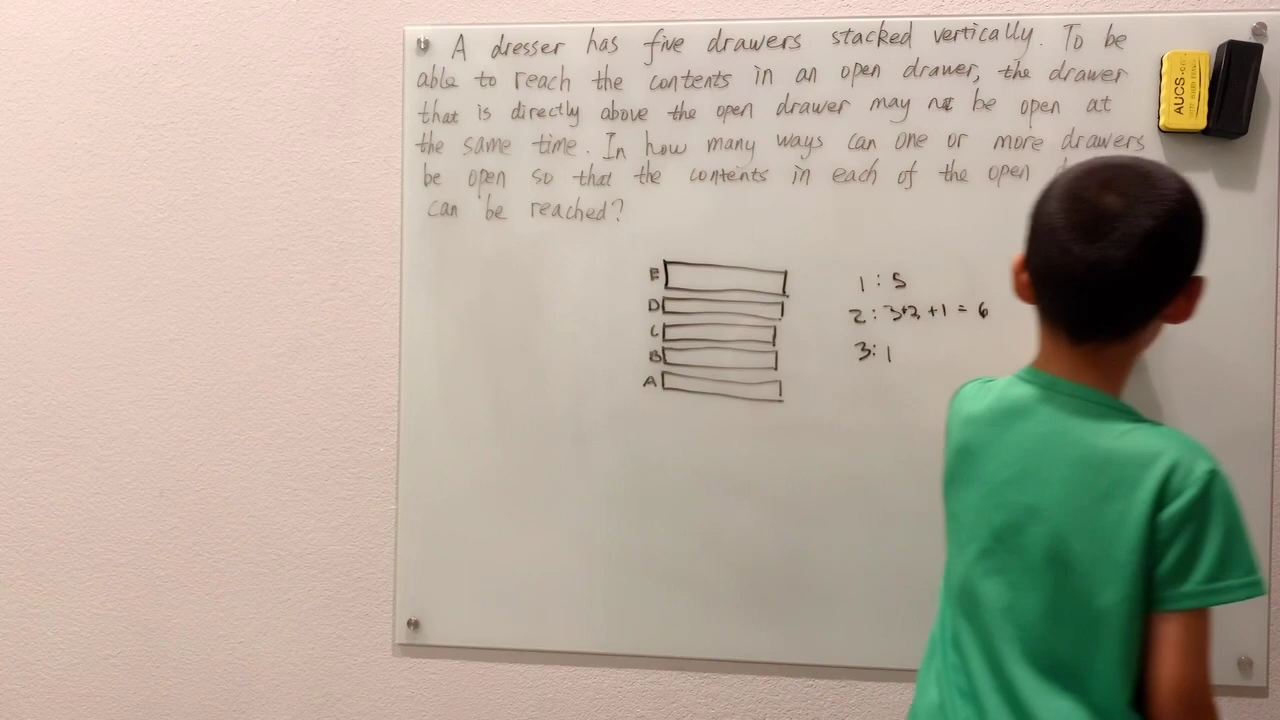 A dresser has five drawers stacked vertically. To be
able to reach the contents in an open drawer, the drawer
that is directly above the open drawer may not be open at
the same time. In how many ways can one or more drawers
be open so that the contents in each of the open
can be reached?
E
D
C
B
A
1 : 5
2 : 3+2+1 = 6
3: 1
AUCS